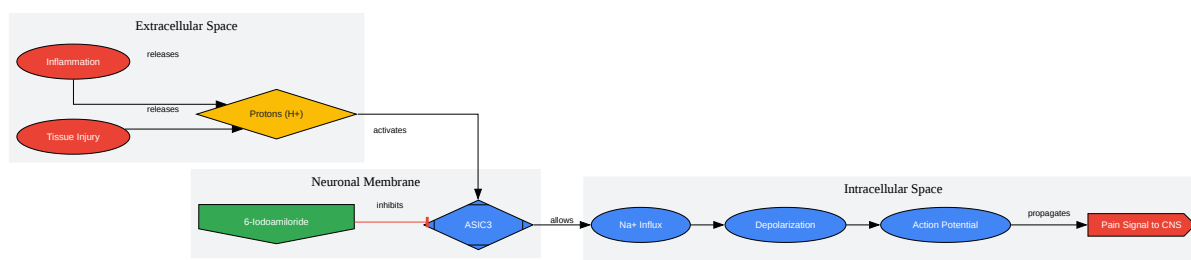 Extracellular Space
Inflammation
releases
releases
Protons (H+)
Tissue Injury
activates
Neuronal Membrane
6-Iodoamiloride
inhibits
ASIC3
allows
Intracellular Space
Na+ Influx
Depolarization
Action Potential
propagates
Pain Signal to CNS